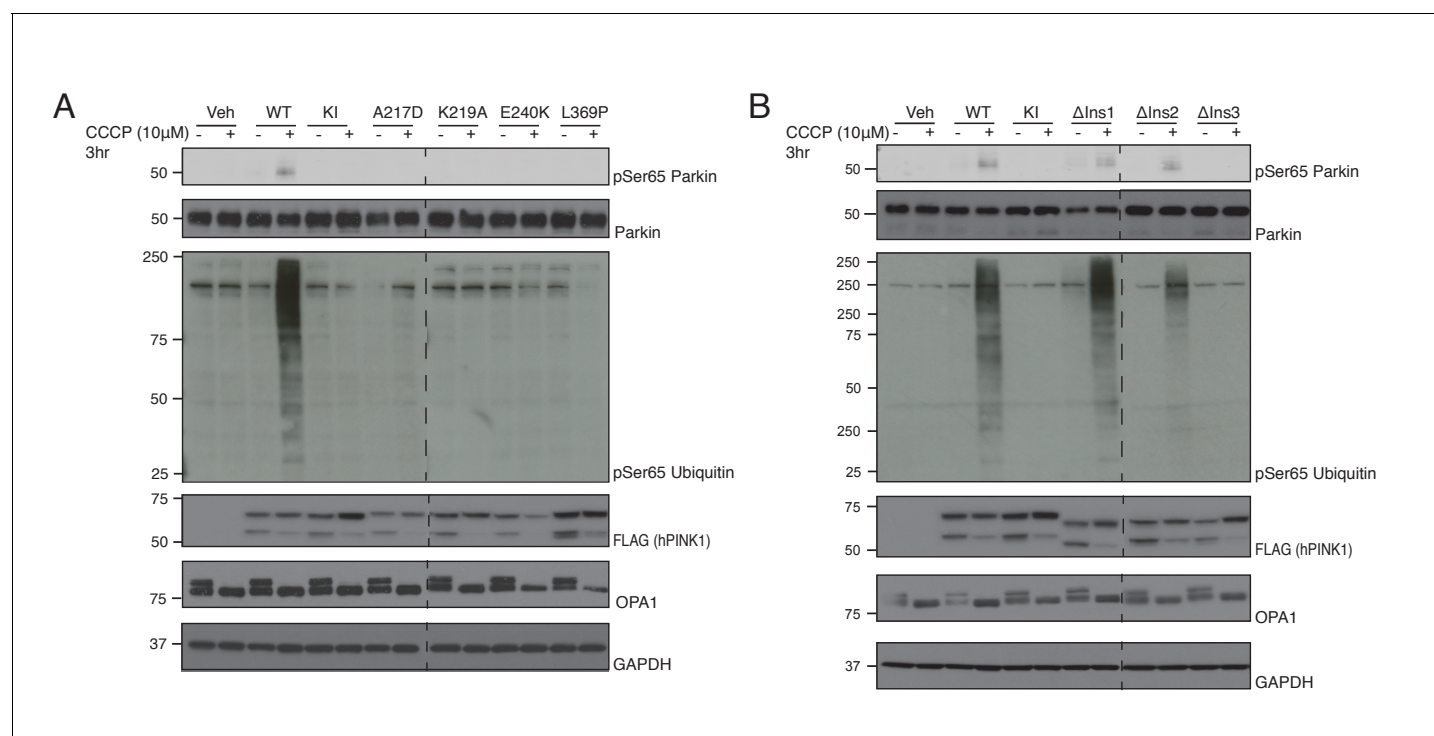 A
Veh WT KI A217D K219A E240K L369P
CCCP (10µM) - + - + - + - + - + - + - +
3hr
50
pSer65 Parkin
50
Parkin
250
75
50
25
pSer65 Ubiquitin
75
50
FLAG (hPINK1)
75
OPA1
37
GAPDH
B
Veh WT KI ΔIns1 ΔIns2 ΔIns3
CCCP (10µM) - + - + - + - + - + - +
3hr
50
pSer65 Parkin
50
Parkin
250
250
250
75
50
250
25
pSer65 Ubiquitin
75
50
FLAG (hPINK1)
75
OPA1
37
GAPDH